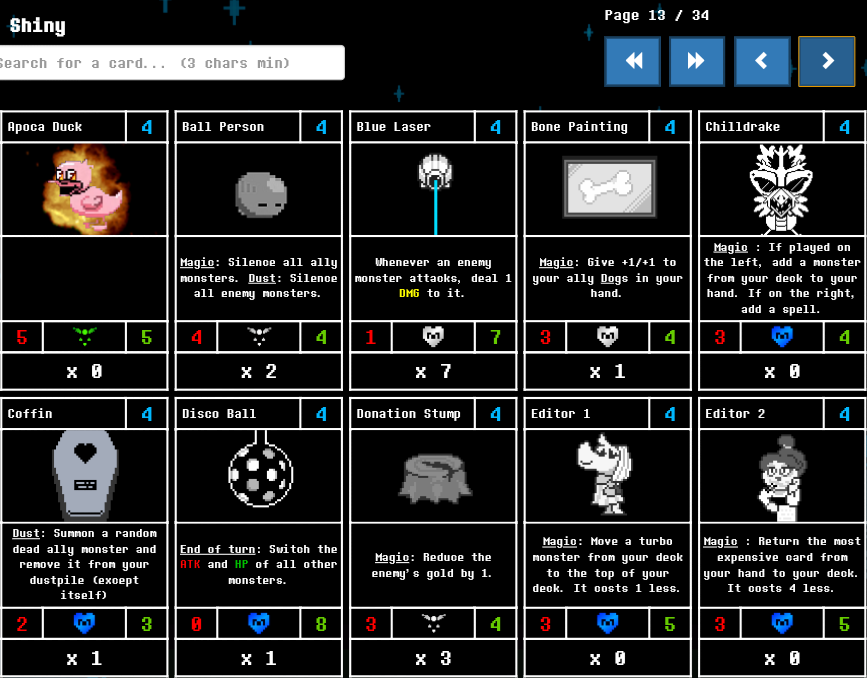 Shiny
Page 13 / 34
Search for a card... (3 chars min)
Apoca Duck 4
5 5
x 0
Ball Person 4
Magic: Silence all ally
monsters. Dust: Silence
all enemy monsters.
4 4
x 2
Blue Laser 4
Whenever an enemy
monster attacks, deal 1
DMG to it.
1 7
x 7
Bone Painting 4
Magic: Give +1/+1 to
your ally Dogs in your
hand.
3 4
x 1
Chilldrake 4
Magic : If played on
the left, add a monster
from your deck to your
hand. If on the right,
add a spell.
3 4
x 0
Coffin 4
Dust: Summon a random
dead ally monster and
remove it from your
dustpile (except
itself)
2 3
x 1
Disco Ball 4
End of turn: Switch the
ATK and HP of all other
monsters.
0 8
x 1
Donation Stump 4
Magic: Reduce the
enemy's gold by 1.
3 4
x 3
Editor 1 4
Magic: Move a turbo
monster from your deck
to the top of your
deck. It costs 1 less.
3 5
x 0
Editor 2 4
Magic : Return the most
expensive card from
your hand to your deck.
It costs 4 less.
3 5
x 0